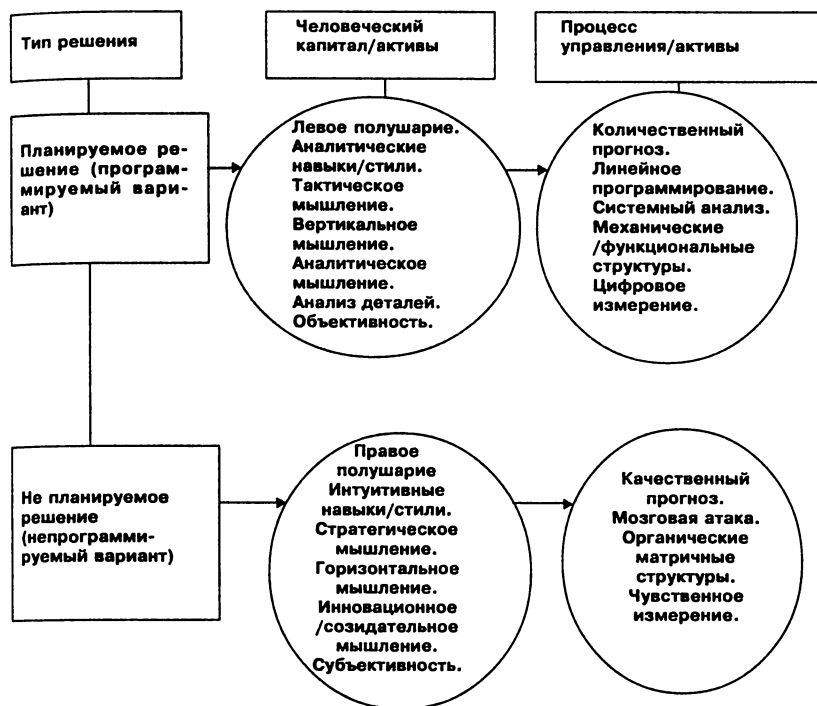 Тип решения
Человеческий
капитал/активы
Процесс
управления/активы
Планируемое ре-
шение (програм-
мируемый вари-
ант)
Левое полушарие.
Аналитические
навыки/стили.
Тактическое
мышление.
Вертикальное
мышление.
Аналитическое
мышление.
Анализ деталей.
Объективность.
Количественный
прогноз.
Линейное
программирование.
Системный анализ.
Механические
/функциональные
структуры.
Цифровое
измерение.
Не планируемое
решение
(непрограмми-
руемый вариант)
Правое
полушарие
Интуитивные
навыки/стили.
Стратегическое
мышление.
Горизонтальное
мышление.
Инновационное
/созидательное
мышление.
Субъективность.
Качественный
прогноз.
Мозговая атака.
Органические
матричные
структуры.
Чувственное
измерение.